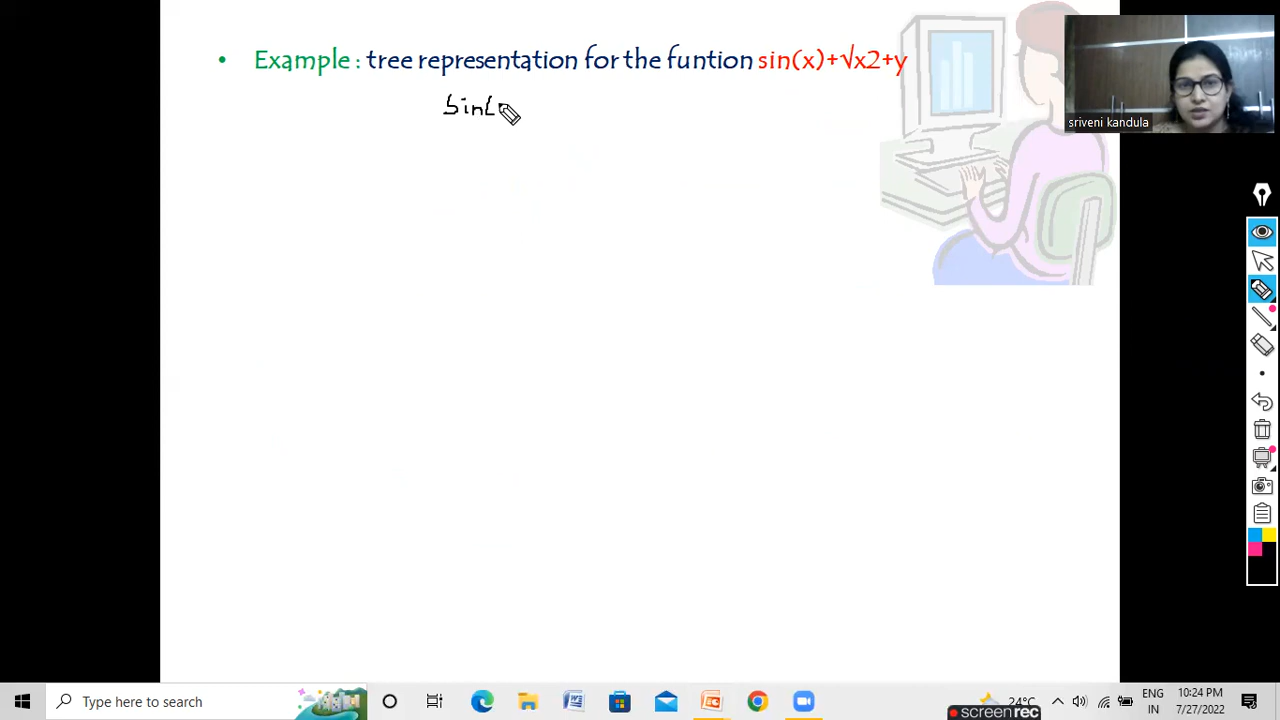 • Example : tree representation for the funtion sin(x)+√x2+y
sin(
sriveni kandula
Type here to search
24°C
ENG
IN
10:24 PM
7/27/2022
screenrec